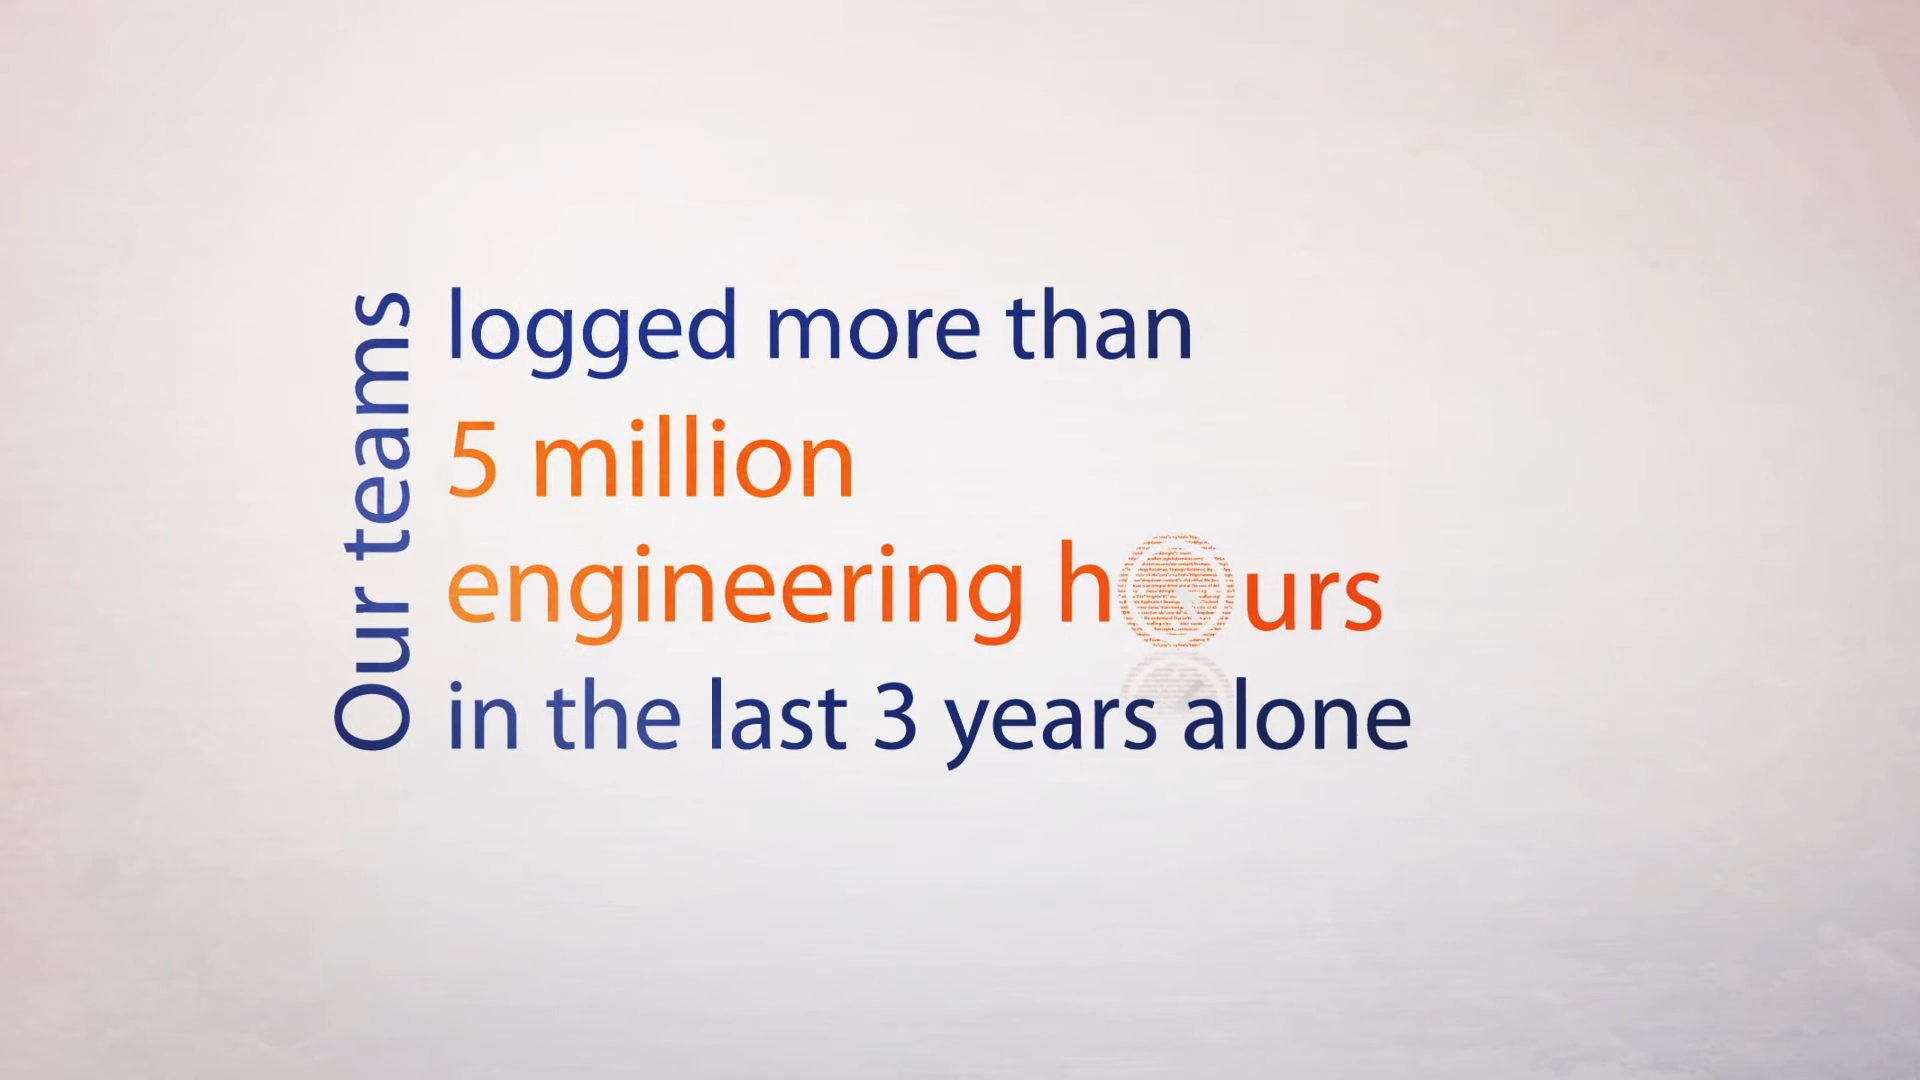 Our teams
logged more than
5 million
engineering hours
in the last 3 years alone